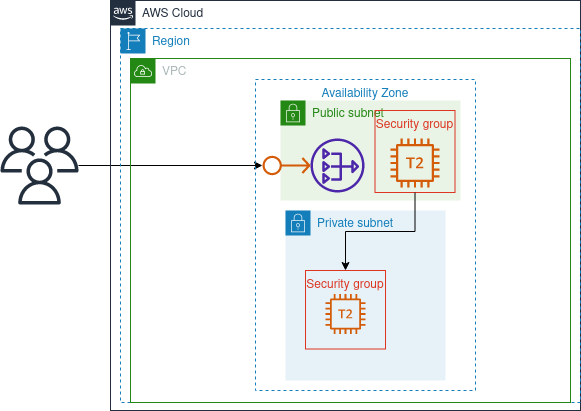 aws
AWS Cloud
Region
VPC
Availability Zone
Public subnet
Security group
T2
Private subnet
Security group
T2